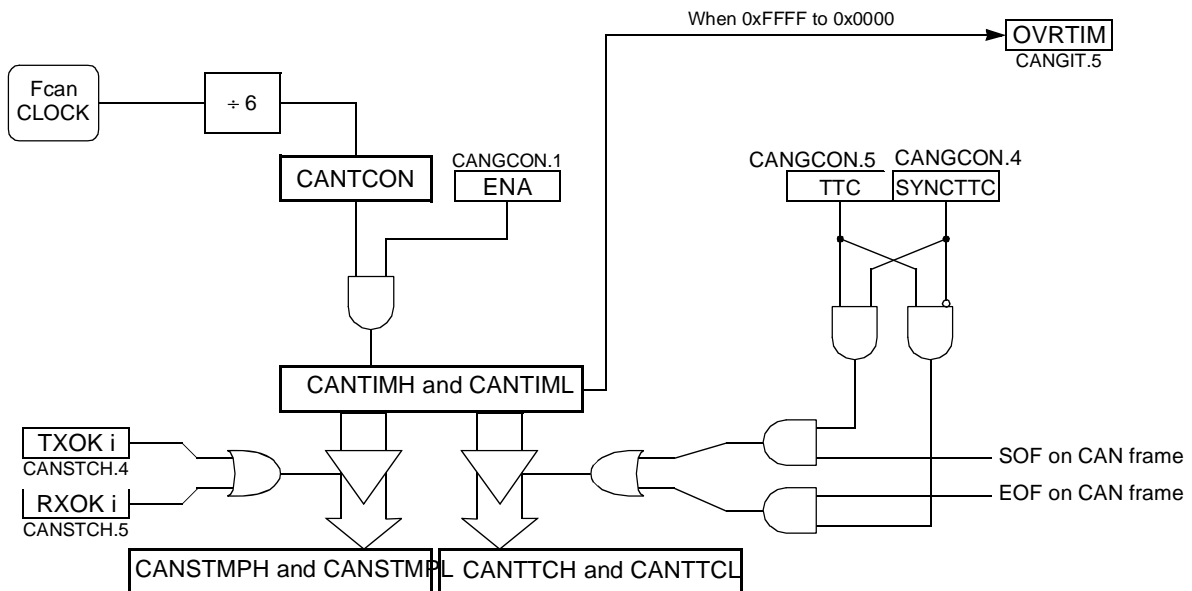 When 0xFFFF to 0x0000
OVRTIM
CANGIT.5
Fcan
CLOCK
÷ 6
CANTCON
CANGCON.1
ENA
CANGCON.5
CANGCON.4
TTC
SYNCTTC
CANTIMH and CANTIML
TXOK i
CANSTCH.4
RXOK i
CANSTCH.5
SOF on CAN frame
EOF on CAN frame
CANSTMPH and CANSTMPL
CANTTCH and CANTTCL